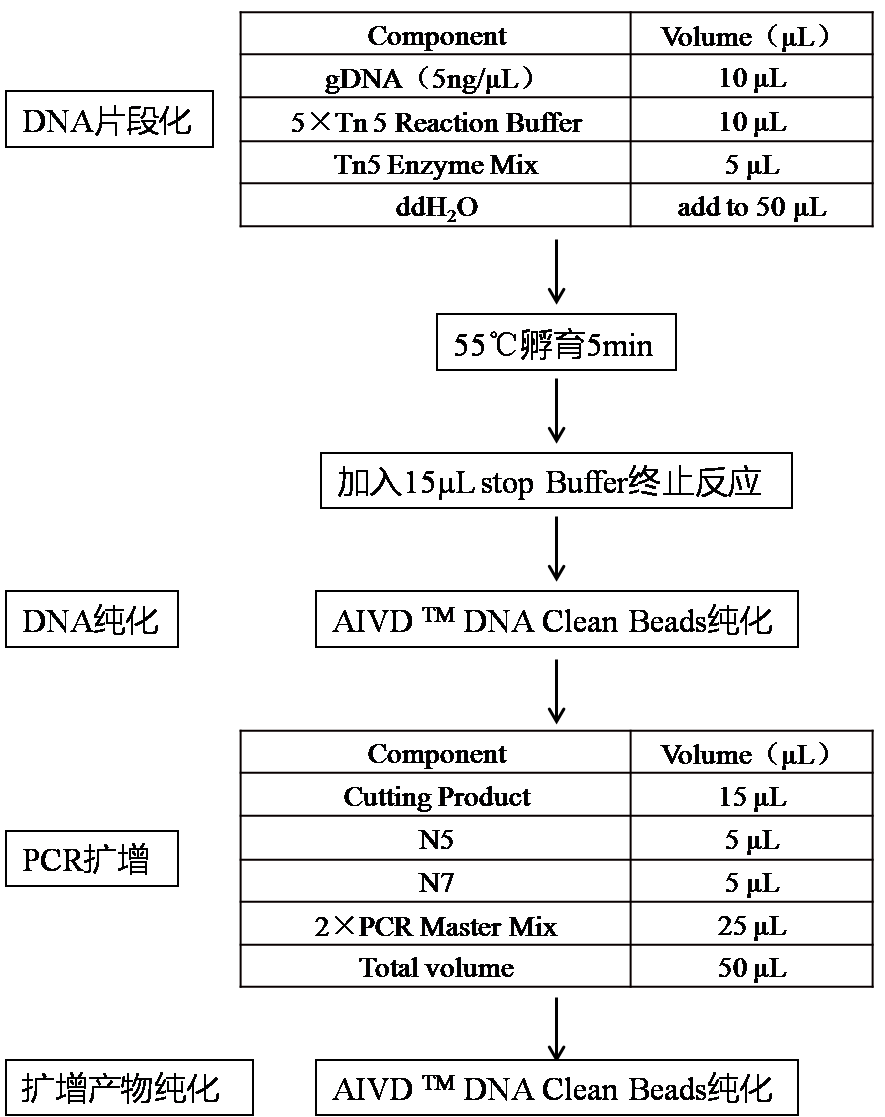 Component Volume（μL）
gDNA（5ng/μL） 10 μL
DNA片段化
5×Tn 5 Reaction Buffer 10 μL
Tn5 Enzyme Mix 5 μL
ddH₂O add to 50 μL
55℃孵育5min
加入15μL stop Buffer终止反应
DNA纯化
AIVD ™ DNA Clean Beads纯化
Component Volume（μL）
Cutting Product 15 μL
N5 5 μL
PCR扩增
N7 5 μL
2×PCR Master Mix 25 μL
Total volume 50 μL
扩增产物纯化
AIVD ™ DNA Clean Beads纯化